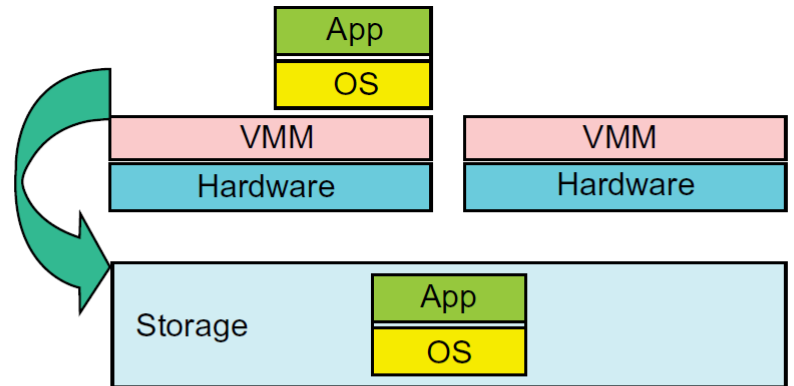 App
OS
VMM
VMM
Hardware
Hardware
Storage
App
OS